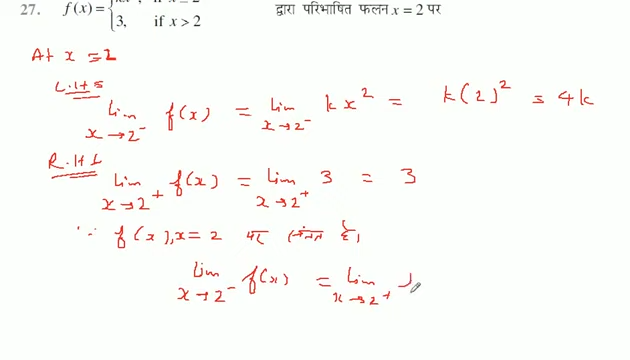 27. f(x) = { kx², if x ≤ 2
3, if x > 2 द्वारा परिभाषित फलन x = 2 पर
At x = 2
L.H.S
lim x→2⁻ f(x) = lim x→2⁻ kx² = k(2)² = 4k
R.H.L
lim x→2⁺ f(x) = lim x→2⁺ 3 = 3
∵ f(x), x = 2 पर संतत है,
lim x→2⁻ f(x) = lim x→2⁺